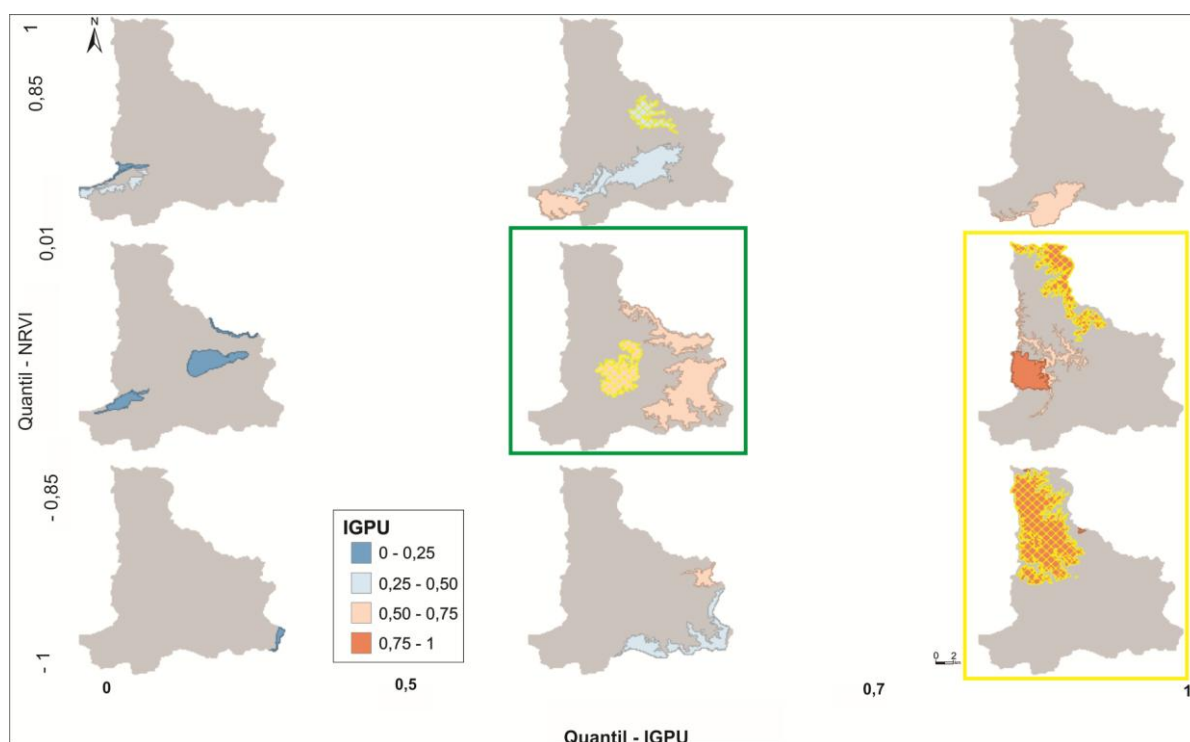 N
1
0,85
0,01
- 0,85
- 1
Quantil - NRVI
IGPU
0 - 0,25
0,25 - 0,50
0,50 - 0,75
0,75 - 1
0 2
0
0,5
0,7
1
Quantil - IGPU